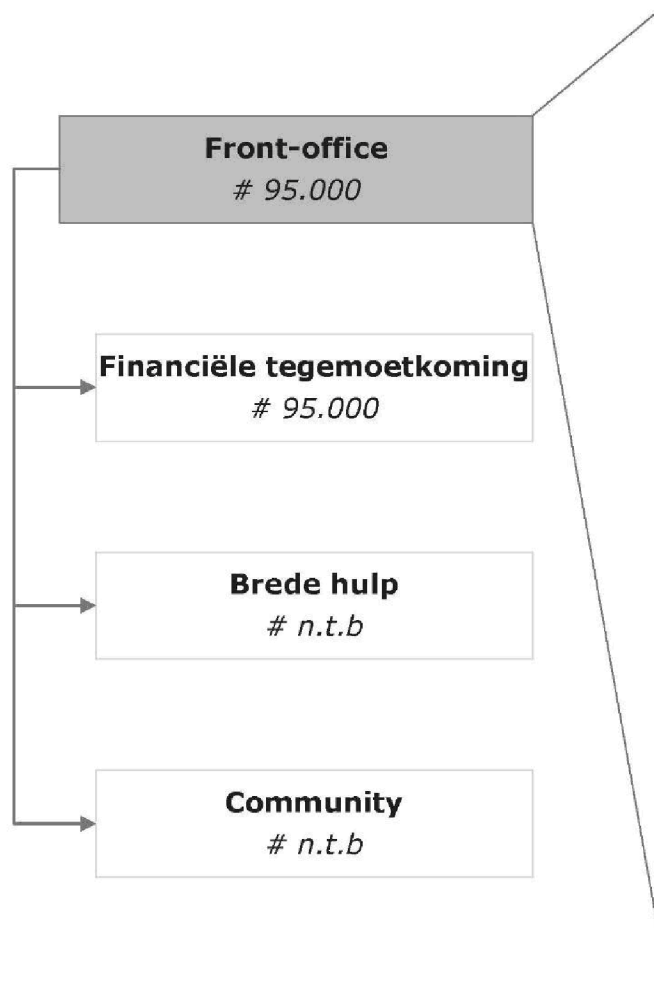 Front-office
# 95.000
Financiële tegemoetkoming
# 95.000
Brede hulp
# n.t.b
Community
# n.t.b